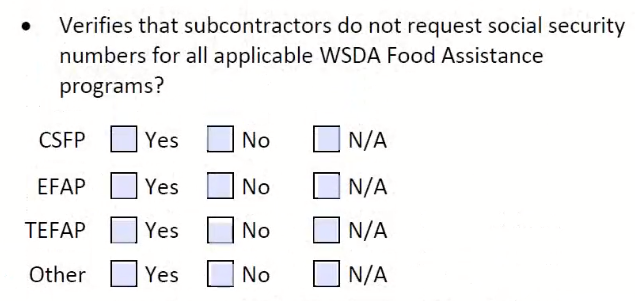 • Verifies that subcontractors do not request social security
numbers for all applicable WSDA Food Assistance
programs?
CSFP Yes No N/A
EFAP Yes No N/A
TEFAP Yes No N/A
Other Yes No N/A